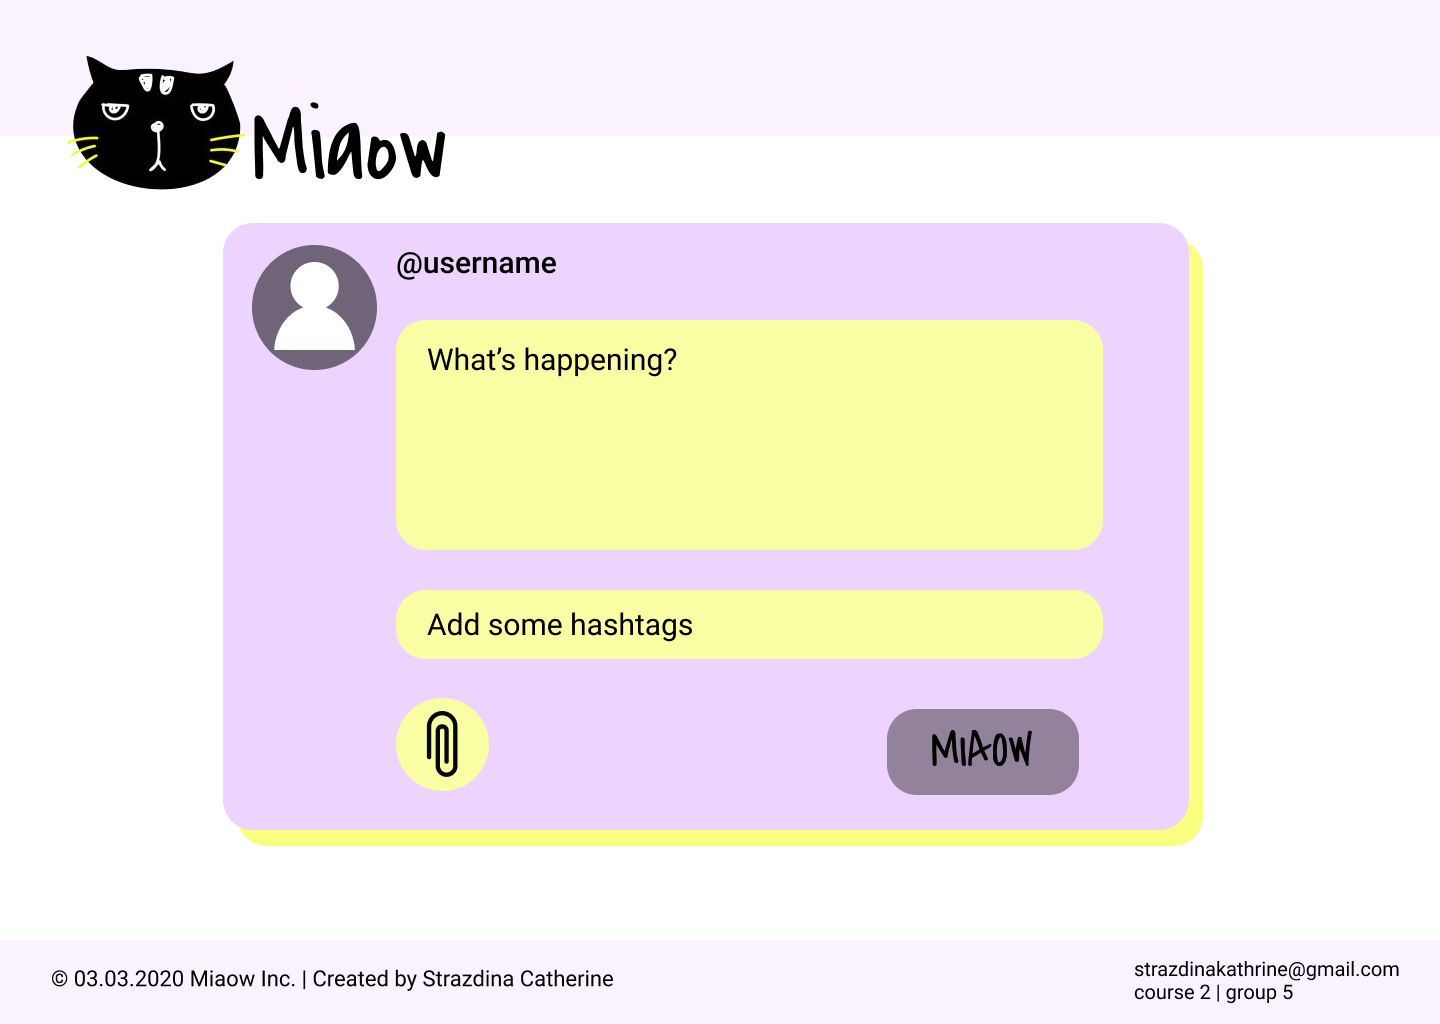 Miaow
@username
What’s happening?
Add some hashtags
MIAOW
© 03.03.2020 Miaow Inc. | Created by Strazdina Catherine
strazdinakathrine@gmail.com
course 2 | group 5